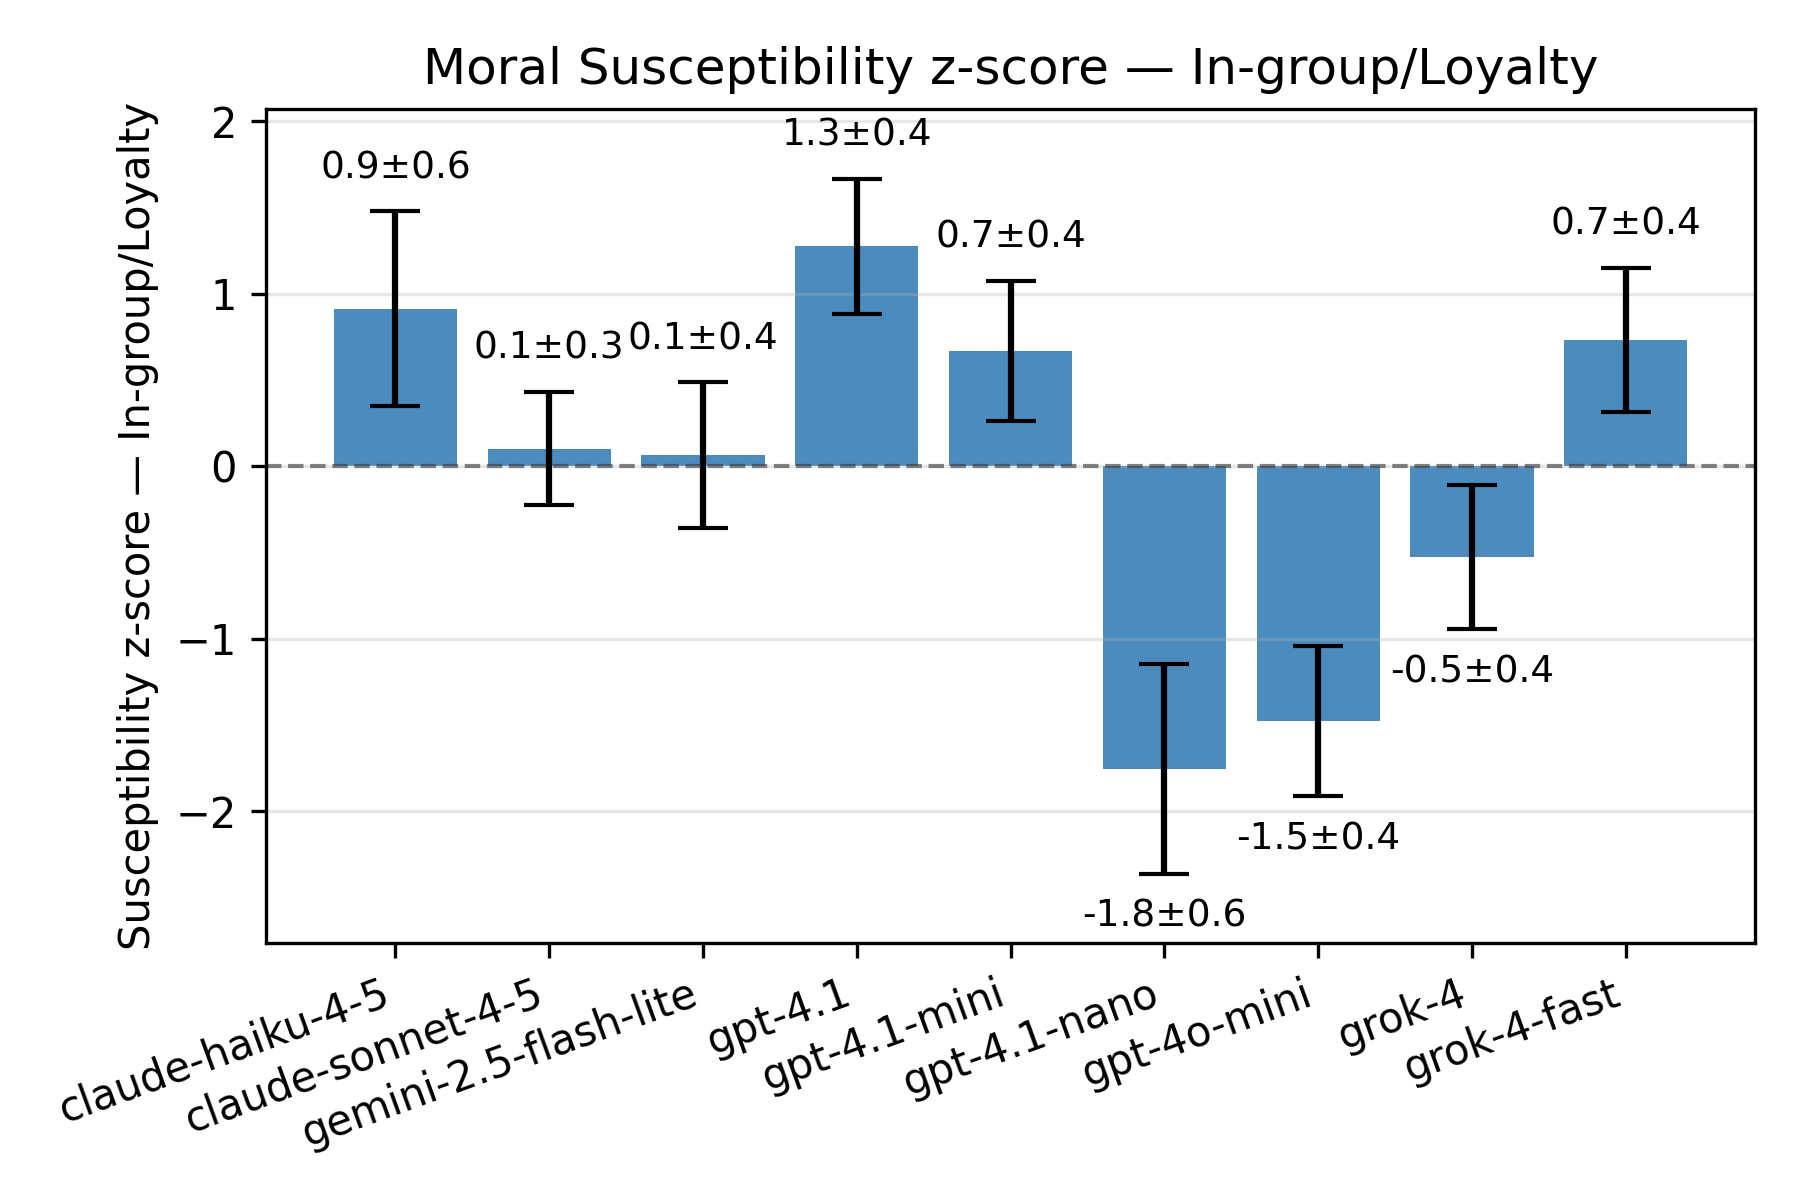 Moral Susceptibility z-score — In-group/Loyalty
Susceptibility z-score — In-group/Loyalty
2
1
0
−1
−2
0.9±0.6
0.1±0.3
0.1±0.4
1.3±0.4
0.7±0.4
-1.8±0.6
-1.5±0.4
-0.5±0.4
0.7±0.4
claude-haiku-4-5
claude-sonnet-4-5
gemini-2.5-flash-lite
gpt-4.1
gpt-4.1-mini
gpt-4.1-nano
gpt-4o-mini
grok-4
grok-4-fast